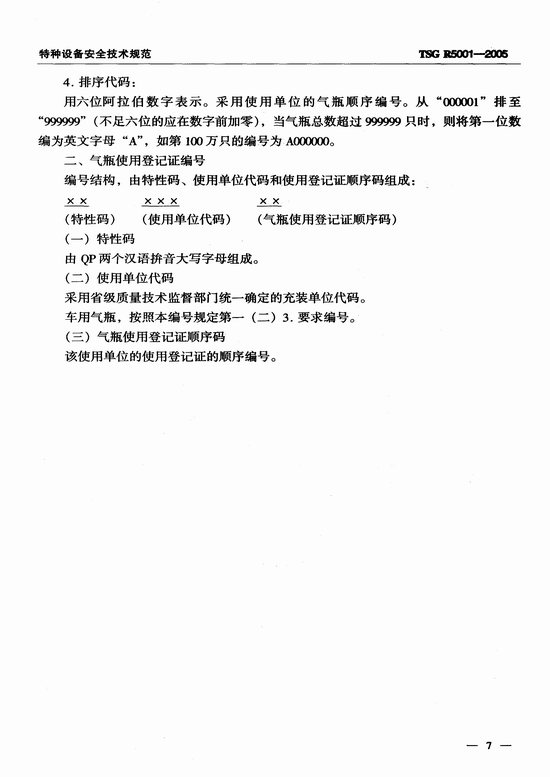 特种设备安全技术规范 TSG R5001—2005
4. 排序代码：
用六位阿拉伯数字表示。采用使用单位的气瓶顺序编号。从“000001”排至
“999999”（不足六位的应在数字前加零），当气瓶总数超过 999999 只时，则将第一位数
编为英文字母“A”，如第 100 万只的编号为 A000000。
二、气瓶使用登记证编号
编号结构，由特性码、使用单位代码和使用登记证顺序码组成：
×× ××× ××
（特性码） （使用单位代码） （气瓶使用登记证顺序码）
（一）特性码
由 QP 两个汉语拼音大写字母组成。
（二）使用单位代码
采用省级质量技术监督部门统一确定的充装单位代码。
车用气瓶，按照本编号规定第一（二）3. 要求编号。
（三）气瓶使用登记证顺序码
该使用单位的使用登记证的顺序编号。
— 7 —